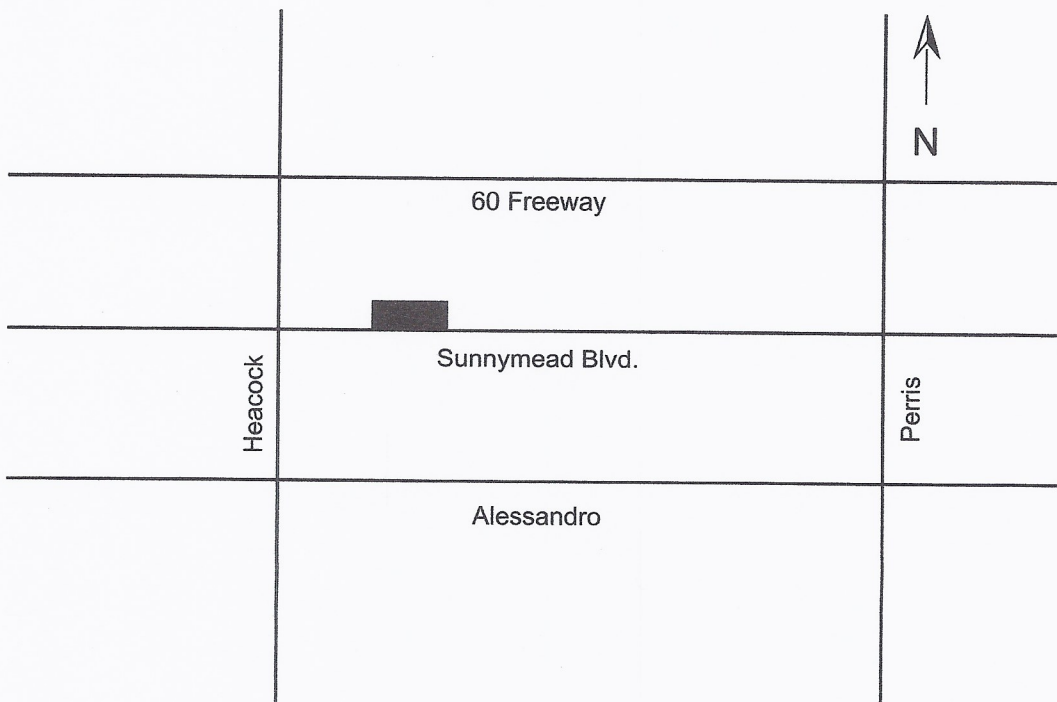 N
60 Freeway
Sunnymead Blvd.
Heacock
Perris
Alessandro